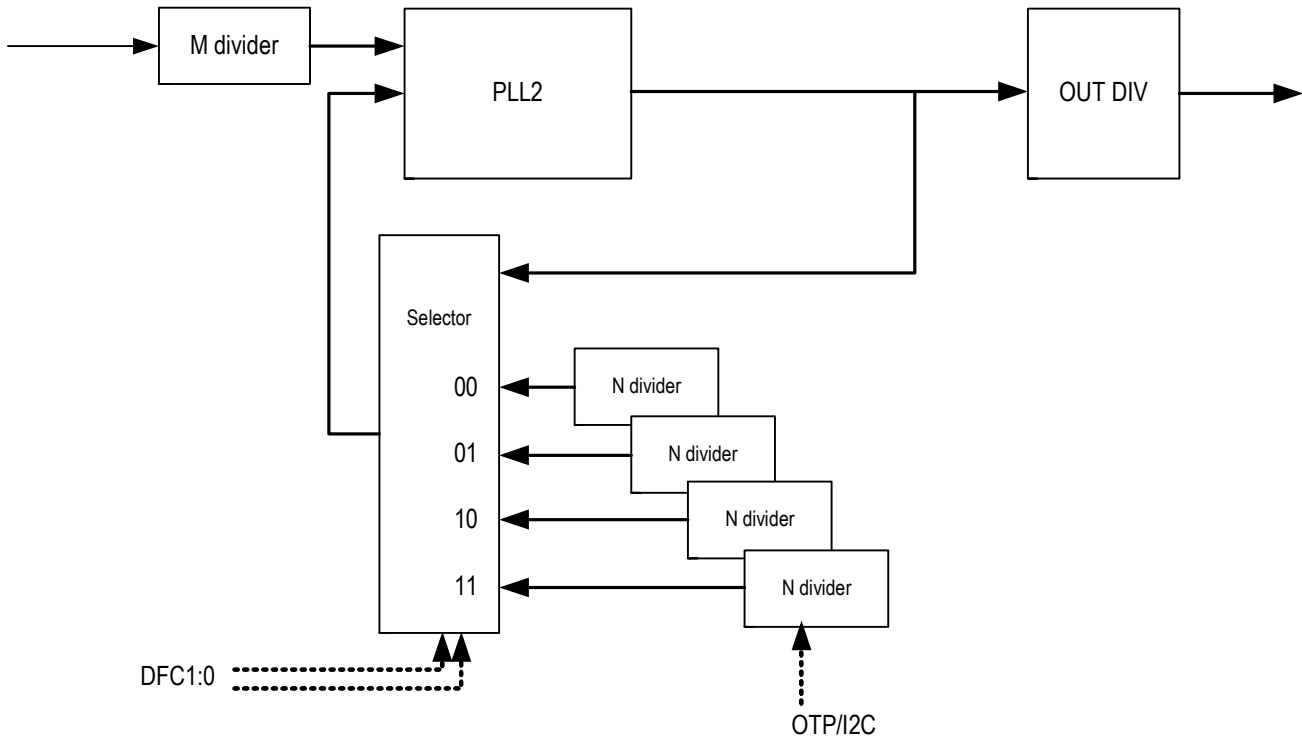 M divider
PLL2
OUT DIV
Selector
00
N divider
01
N divider
10
N divider
11
N divider
DFC1:0
OTP/I2C